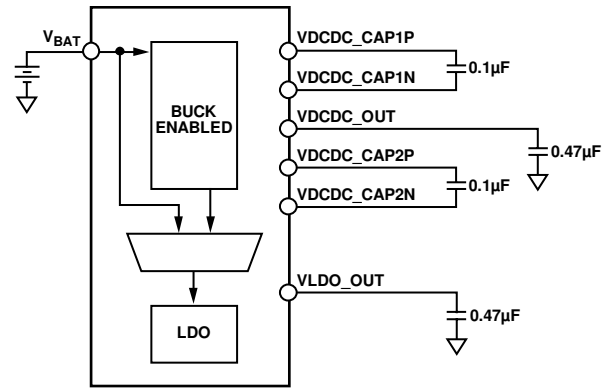 VBAT
BUCK
ENABLED
LDO
VDCDC_CAP1P
0.1µF
VDCDC_CAP1N
VDCDC_OUT
0.47µF
VDCDC_CAP2P
0.1µF
VDCDC_CAP2N
VLDO_OUT
0.47µF